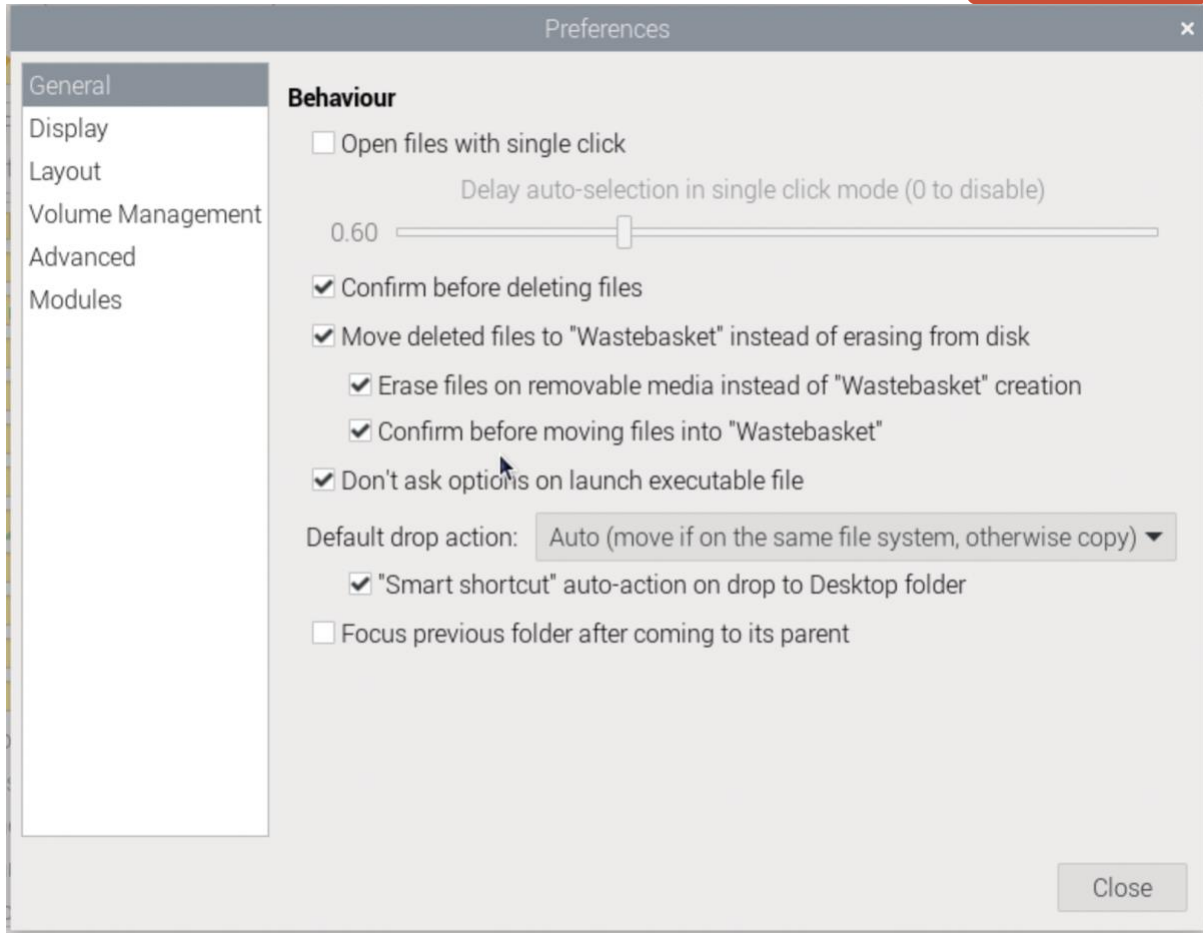 Preferences
General
Display
Layout
Volume Management
Advanced
Modules
Behaviour
Open files with single click
Delay auto-selection in single click mode (0 to disable)
0.60
Confirm before deleting files
Move deleted files to "Wastebasket" instead of erasing from disk
Erase files on removable media instead of "Wastebasket" creation
Confirm before moving files into "Wastebasket"
Don't ask options on launch executable file
Default drop action: Auto (move if on the same file system, otherwise copy)
"Smart shortcut" auto-action on drop to Desktop folder
Focus previous folder after coming to its parent
Close